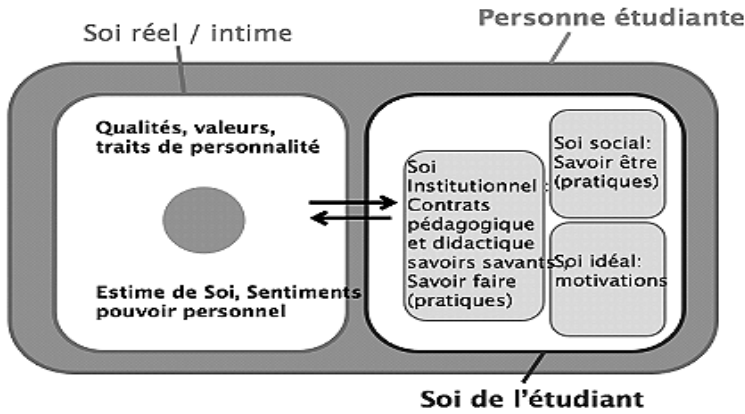 Personne étudiante
Soi réel / intime
Qualités, valeurs,
traits de personnalité
Estime de Soi, Sentiments
pouvoir personnel
Soi
Institutionnel :
Contrats
pédagogique
et didactique
savoirs savants,
Savoir faire
(pratiques)
Soi social:
Savoir être
(pratiques)
Soi idéal:
motivations
Soi de l'étudiant